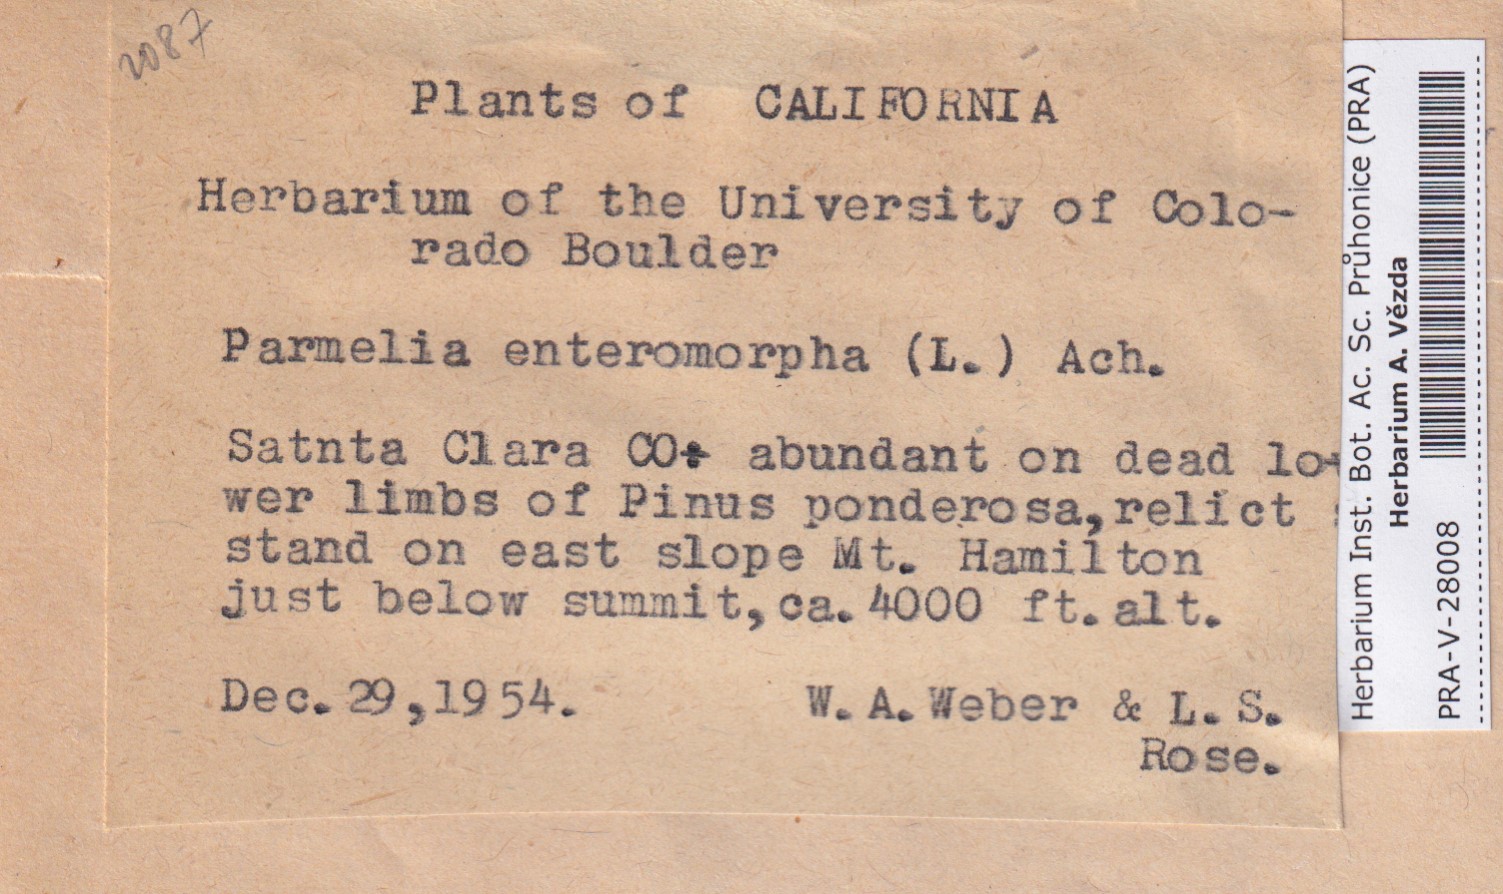 2087
Plants of CALIFORNIA
Herbarium of the University of Colo-
rado Boulder
Parmelia enteromorpha (L.) Ach.
Satnta Clara CO. abundant on dead lo-
wer limbs of Pinus ponderosa, relict s
stand on east slope Mt. Hamilton
just below summit, ca. 4000 ft. alt.
Dec. 29, 1954. W. A. Weber & L. S.
Rose.
Herbarium Inst. Bot. Ac. Sc. Průhonice (PRA)
Herbarium A. Vězda
PRA-V-28008